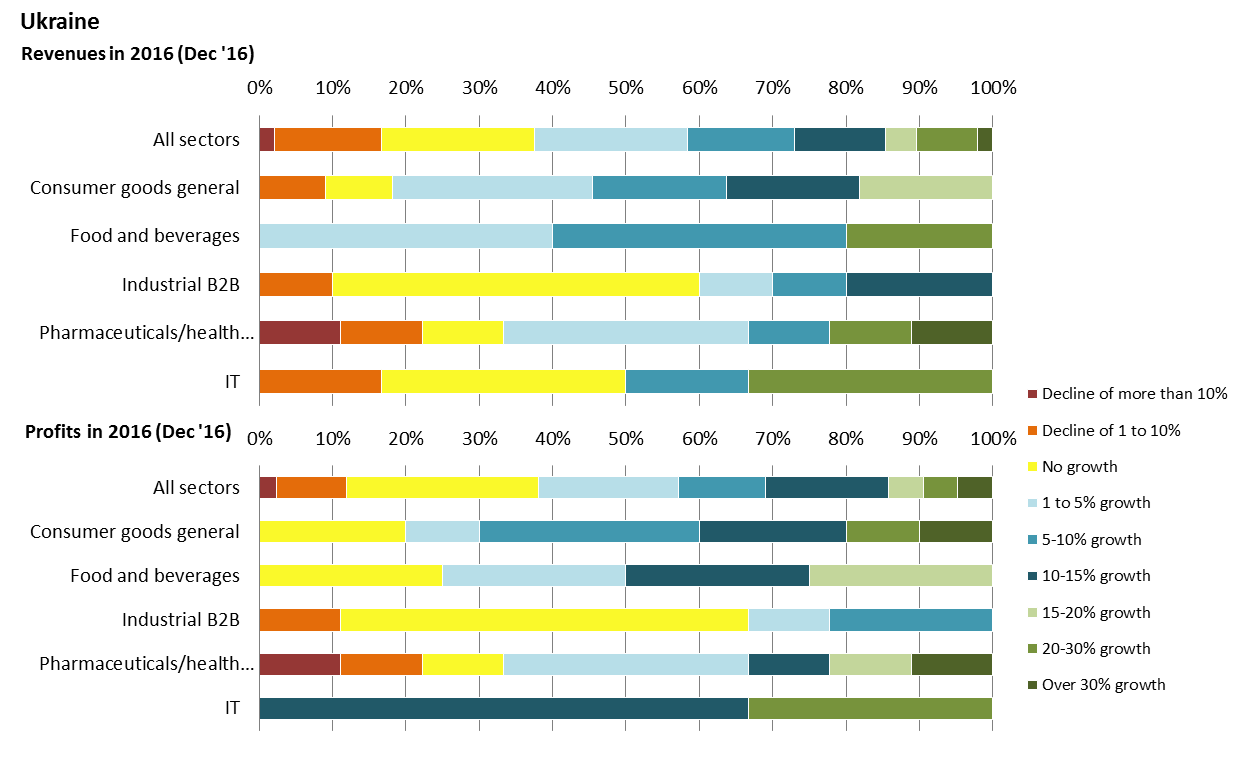 Ukraine
Revenues in 2016 (Dec '16)
0% 10% 20% 30% 40% 50% 60% 70% 80% 90% 100%
All sectors
Consumer goods general
Food and beverages
Industrial B2B
Pharmaceuticals/health...
IT
Profits in 2016 (Dec '16)
0% 10% 20% 30% 40% 50% 60% 70% 80% 90% 100%
All sectors
Consumer goods general
Food and beverages
Industrial B2B
Pharmaceuticals/health...
IT
Decline of more than 10%
Decline of 1 to 10%
No growth
1 to 5% growth
5-10% growth
10-15% growth
15-20% growth
20-30% growth
Over 30% growth